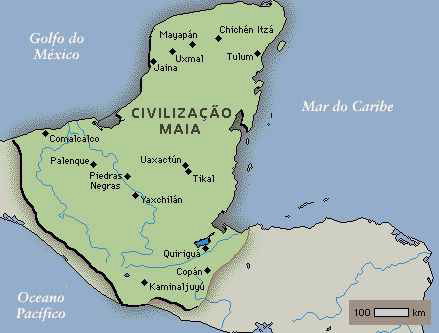 Golfo do
México
Mayapán
Chichén Itzá
Uxmal
Tulum
Jaina
CIVILIZAÇÃO
MAIA
Mar do Caribe
Comalcalco
Palenque
Uaxactún
Piedras
Negras
Tikal
Yaxchilán
Quiriguá
Copán
Kaminaljuyú
Oceano
Pacífico
100 km